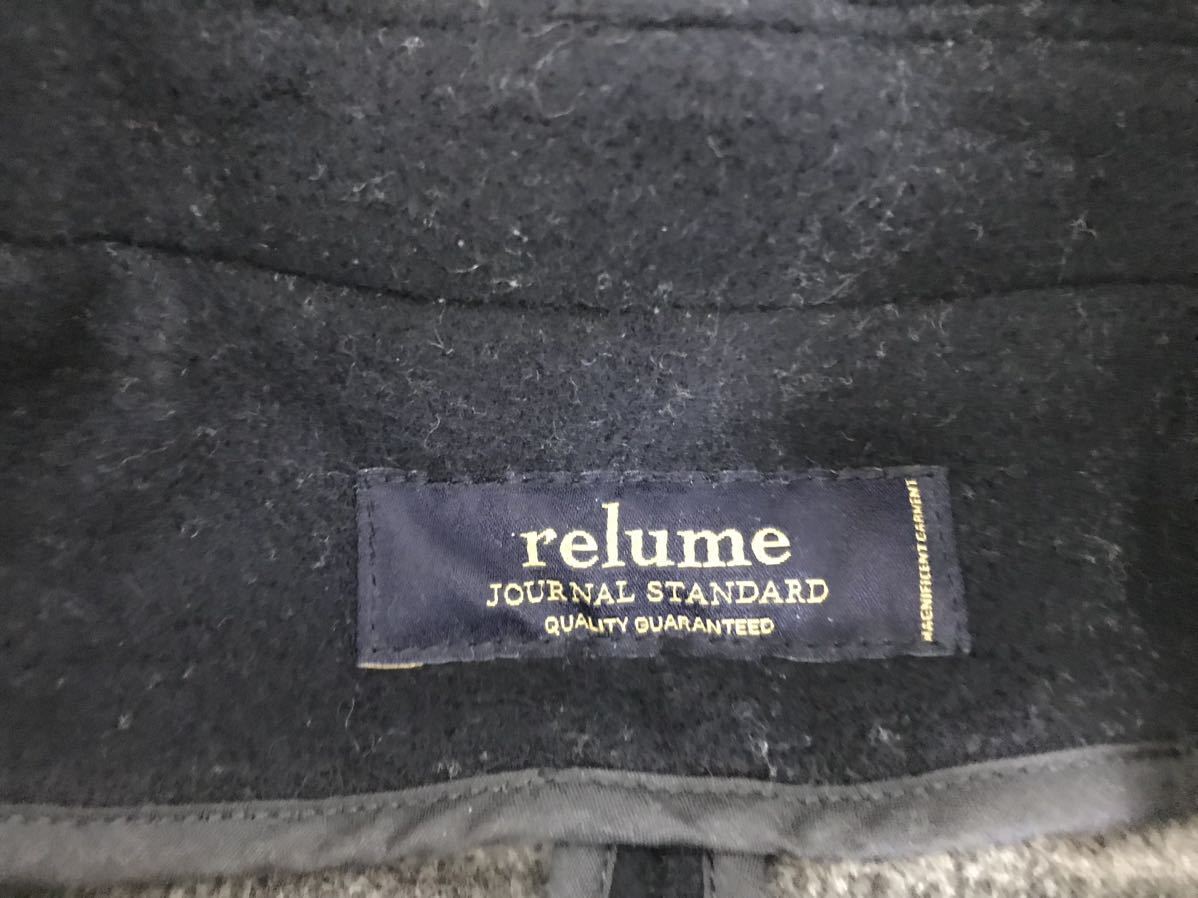 relume
JOURNAL STANDARD
QUALITY GUARANTEED
MAGNIFICENT GARMENT